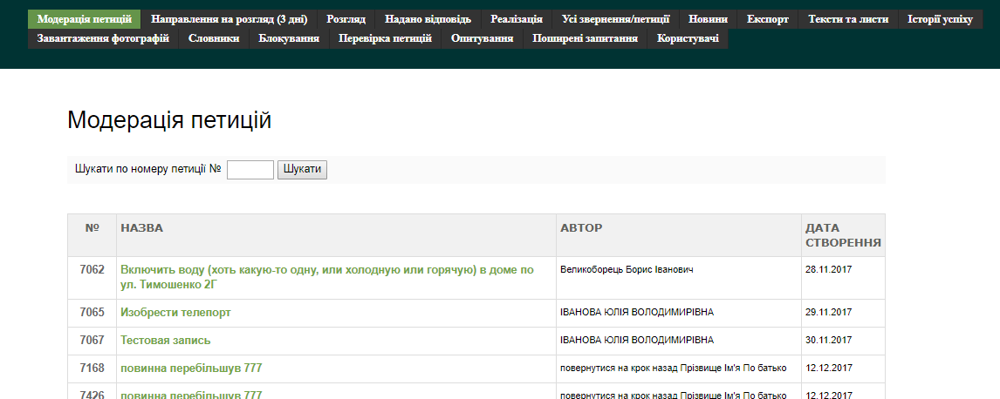 Модерація петицій Направлення на розгляд (3 дні) Розгляд Надано відповідь Реалізація Усі звернення/петиції Новини Експорт Тексти та листи Історії успіху
Завантаження фотографій Словники Блокування Перевірка петицій Опитування Поширені запитання Користувачі
Модерація петицій
Шукати по номеру петиції № Шукати
№ НАЗВА АВТОР ДАТА
СТВОРЕННЯ
7062 Включить воду (хоть какую-то одну, или холодную или горячую) в доме по Великоборець Борис Іванович 28.11.2017
ул. Тимошенко 2Г
7065 Изобрести телепорт ІВАНОВА ЮЛІЯ ВОЛОДИМИРІВНА 29.11.2017
7067 Тестовая запись ІВАНОВА ЮЛІЯ ВОЛОДИМИРІВНА 30.11.2017
7168 повинна перебільшув 777 повернутися на крок назад Прізвище Ім'я По батько 12.12.2017
7426 повинна перебільшув 777 повернутися на крок назад Прізвище Ім'я По батько 12.12.2017